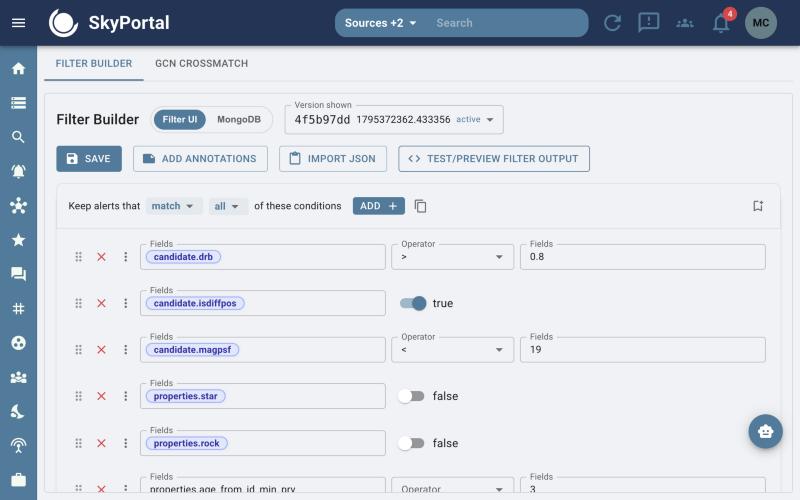 SkyPortal
Sources +2
Search
4
MC
FILTER BUILDER
GCN CROSSMATCH
Filter Builder
Filter UI
MongoDB
Version shown
4f5b97dd 1795372362.433356 active
SAVE
ADD ANNOTATIONS
IMPORT JSON
TEST/PREVIEW FILTER OUTPUT
Keep alerts that match all of these conditions ADD +
Fields
candidate.drb
Operator
>
Fields
0.8
Fields
candidate.isdiffpos
true
Fields
candidate.magpsf
Operator
<
Fields
19
Fields
properties.star
false
Fields
properties.rock
false
Fields
properties.age_from_jd_min_prv
Operator
Fields
3